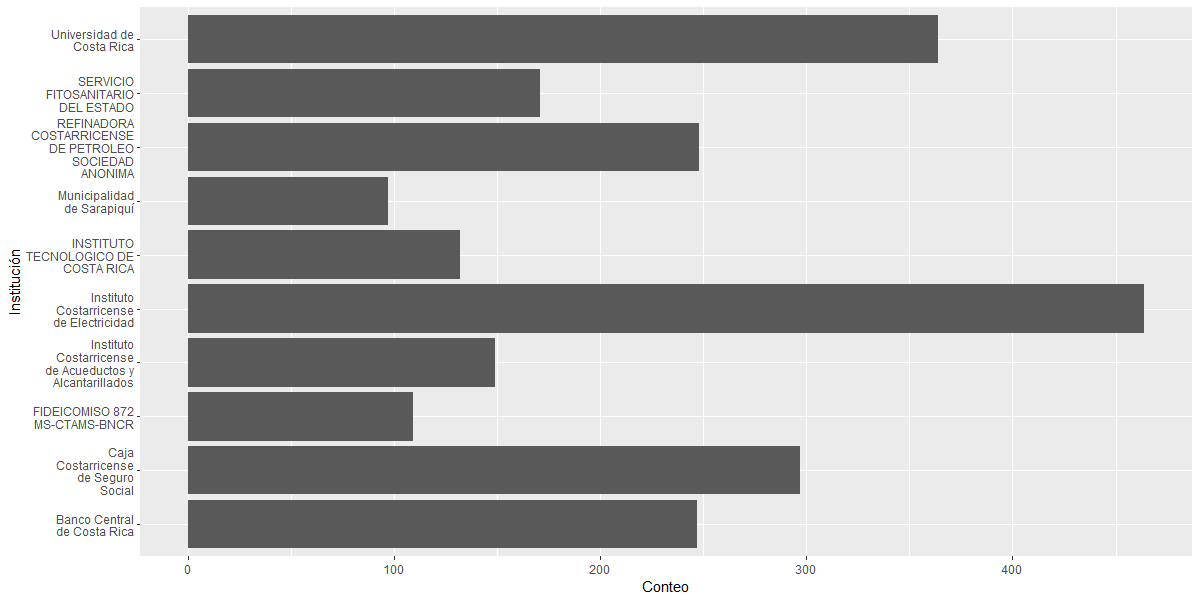 Universidad de
Costa Rica
SERVICIO
FITOSANITARIO
DEL ESTADO
REFINADORA
COSTARRICENSE
DE PETROLEO
SOCIEDAD
ANONIMA
Municipalidad
de Sarapiquí
INSTITUTO
TECNOLOGICO DE
COSTA RICA
Instituto
Costarricense
de Electricidad
Instituto
Costarricense
de Acueductos y
Alcantarillados
FIDEICOMISO 872
MS-CTAMS-BNCR
Caja
Costarricense
de Seguro
Social
Banco Central
de Costa Rica
Institución
0 100 200 300 400
Conteo